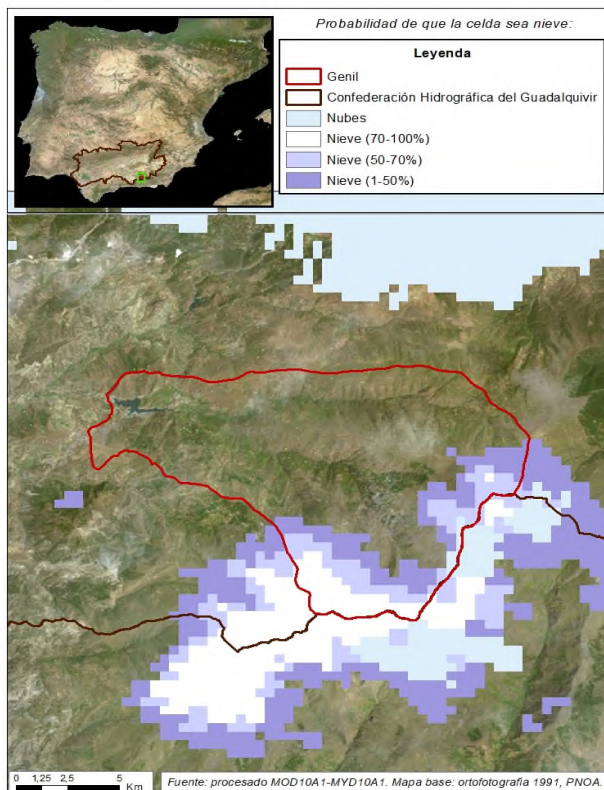 Probabilidad de que la celda sea nieve:
Leyenda
Genil
Confederación Hidrográfica del Guadalquivir
Nubes
Nieve (70-100%)
Nieve (50-70%)
Nieve (1-50%)
0 1,25 2,5 5
Km
Fuente: procesado MOD10A1-MYD10A1. Mapa base: ortofotografia 1991, PNOA.